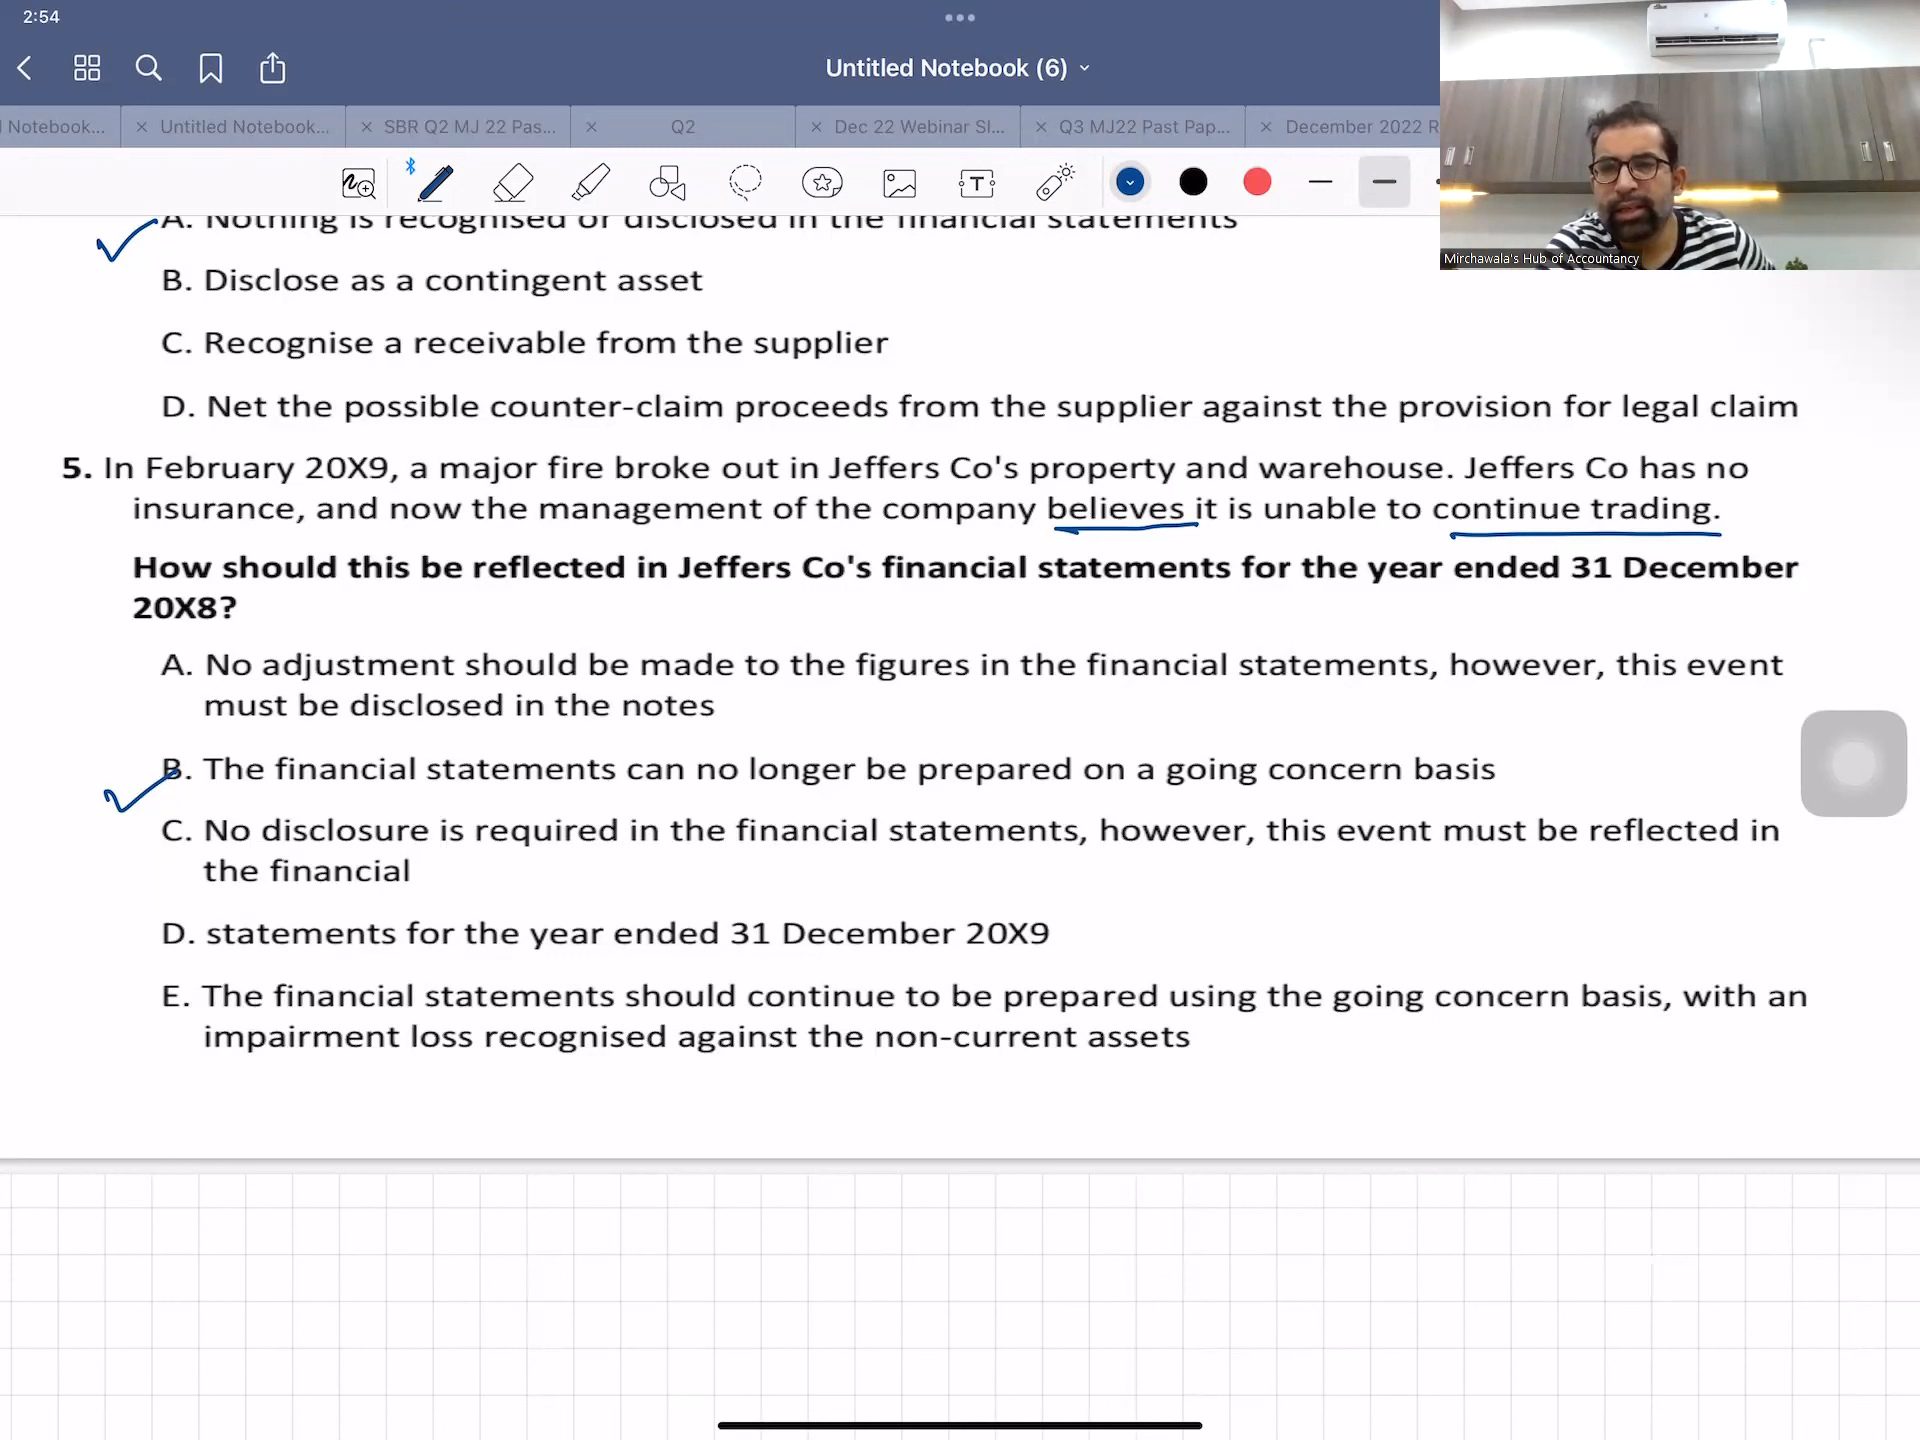 2:54
Untitled Notebook (6)
Notebook...
Untitled Notebook...
SBR Q2 MJ 22 Pas...
Q2
Dec 22 Webinar Sl...
Q3 MJ22 Past Pap...
December 2022 R
Mirchawala's Hub of Accountancy
A. Nothing is recognised or disclosed in the financial statements
B. Disclose as a contingent asset
C. Recognise a receivable from the supplier
D. Net the possible counter-claim proceeds from the supplier against the provision for legal claim
5. In February 20X9, a major fire broke out in Jeffers Co's property and warehouse. Jeffers Co has no
insurance, and now the management of the company believes it is unable to continue trading.
How should this be reflected in Jeffers Co's financial statements for the year ended 31 December
20X8?
A. No adjustment should be made to the figures in the financial statements, however, this event
must be disclosed in the notes
B. The financial statements can no longer be prepared on a going concern basis
C. No disclosure is required in the financial statements, however, this event must be reflected in
the financial
D. statements for the year ended 31 December 20X9
E. The financial statements should continue to be prepared using the going concern basis, with an
impairment loss recognised against the non-current assets